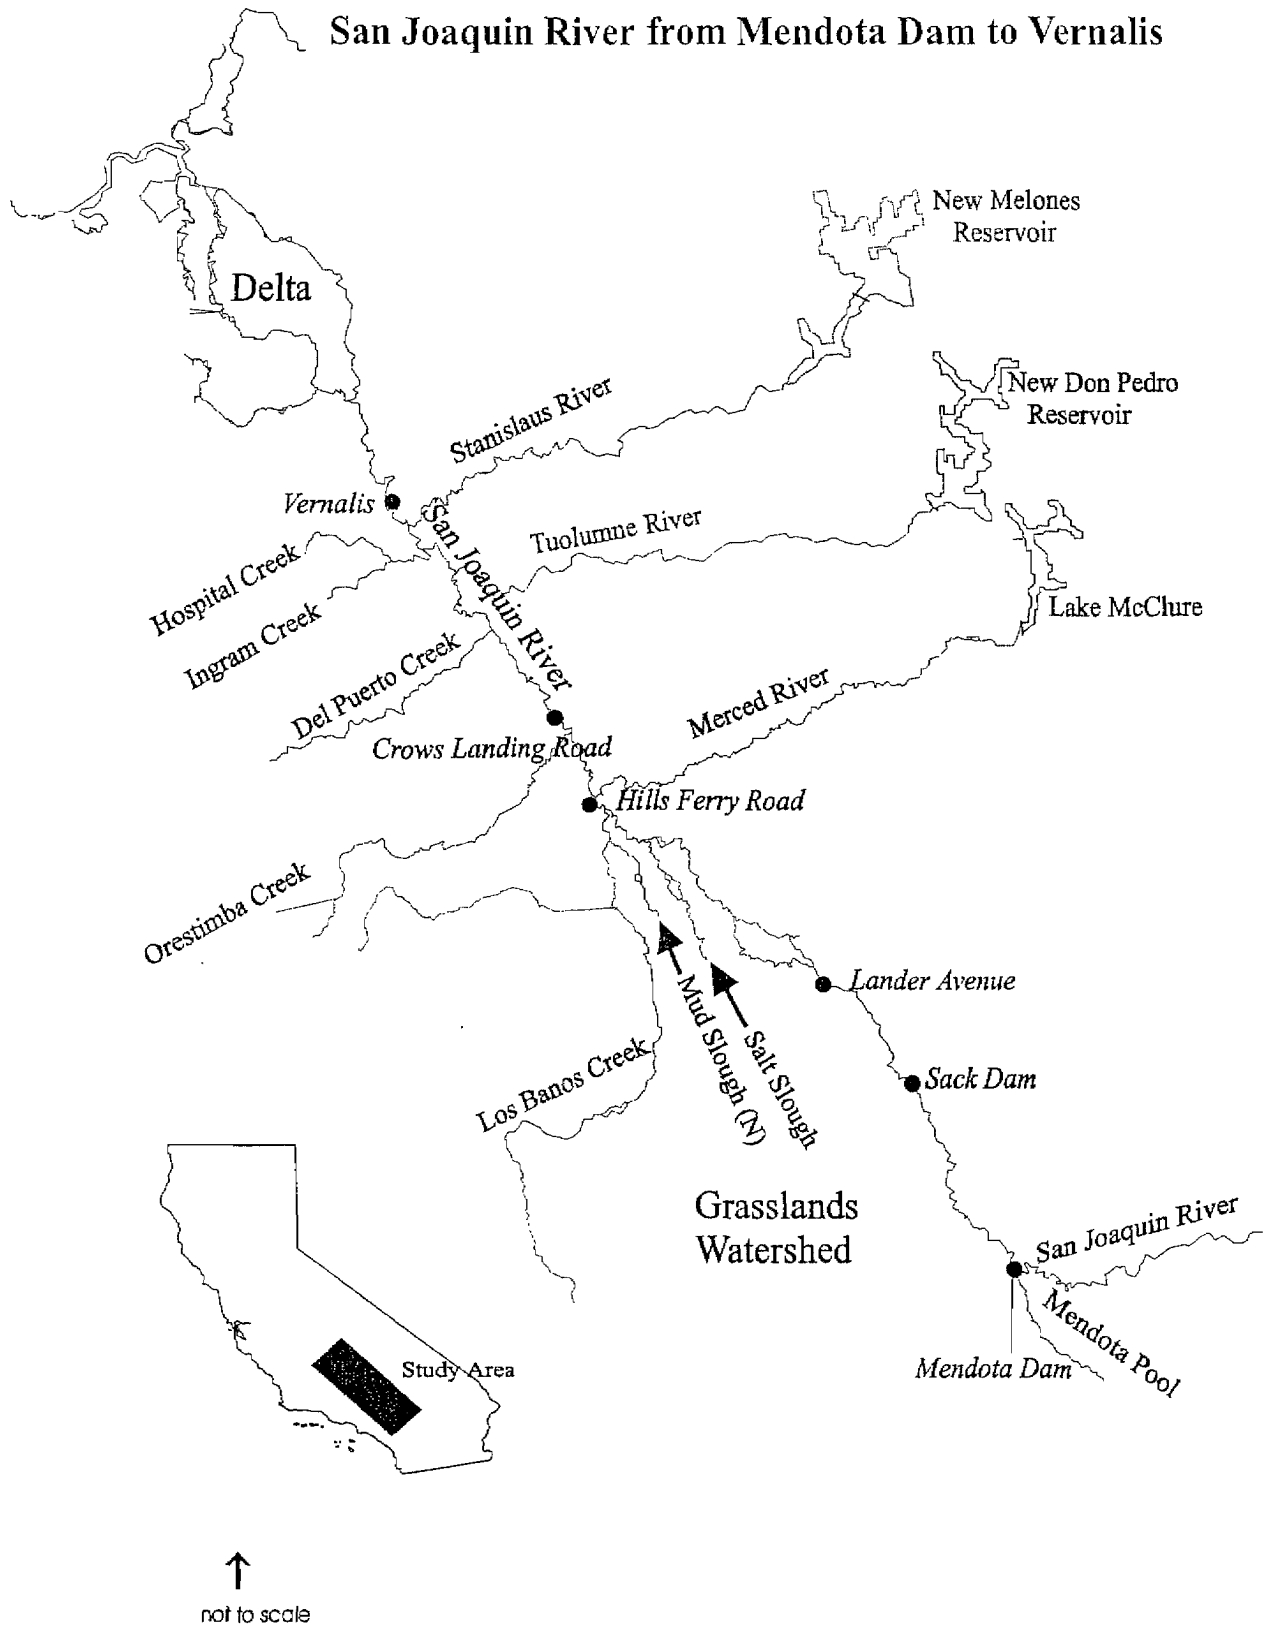 San Joaquin River from Mendota Dam to Vernalis
New Melones
Reservoir
Delta
New Don Pedro
Reservoir
Stanislaus River
Vernalis
San Joaquin River
Tuolumne River
Hospital Creek
Lake McClure
Ingram Creek
Del Puerto Creek
Merced River
Crows Landing Road
Hills Ferry Road
Orestimba Creek
Lander Avenue
Mud Slough (N)
Salt Slough
Sack Dam
Los Banos Creek
Grasslands
Watershed
San Joaquin River
Mendota Pool
Mendota Dam
Study Area
not to scale